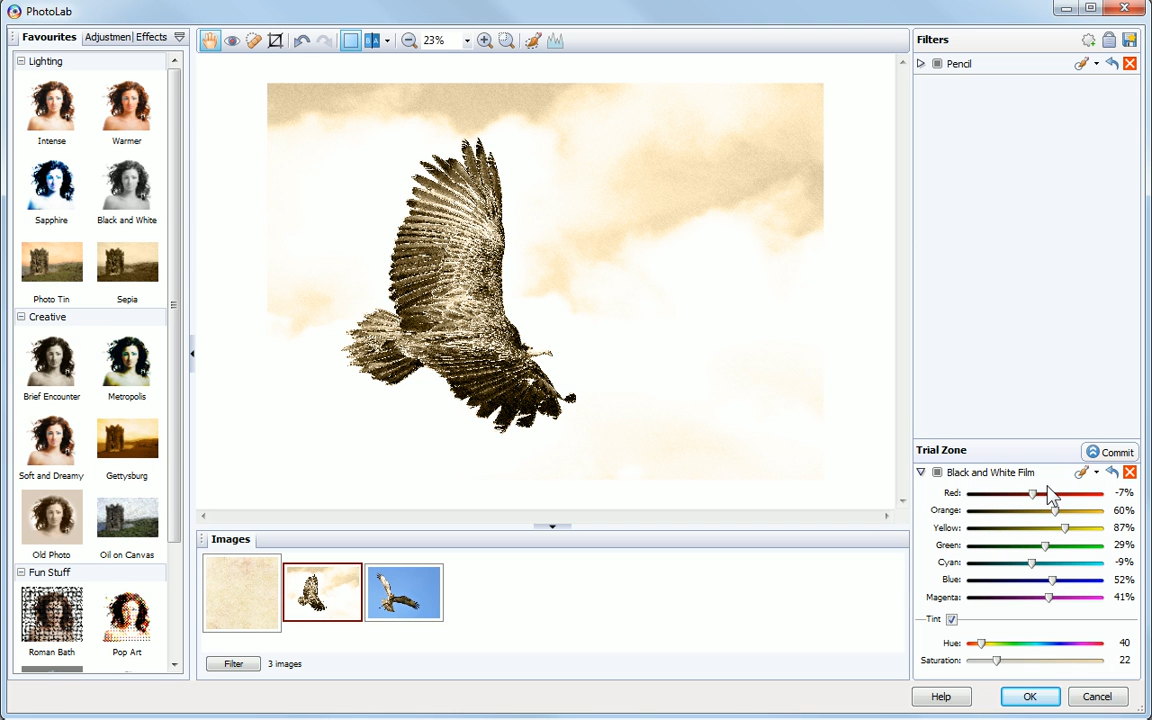 PhotoLab
Favourites Adjustmen Effects
23%
Filters
Pencil
Lighting
Intense Warmer
Sapphire Black and White
Photo Tin Sepia
Creative
Brief Encounter Metropolis
Soft and Dreamy Gettysburg
Old Photo Oil on Canvas
Fun Stuff
Roman Bath Pop Art
Images
Filter 3 images
Trial Zone Commit
Black and White Film
Red: -7%
Orange: 60%
Yellow: 87%
Green: 29%
Cyan: -9%
Blue: 52%
Magenta: 41%
Tint
Hue: 40
Saturation: 22
Help OK Cancel